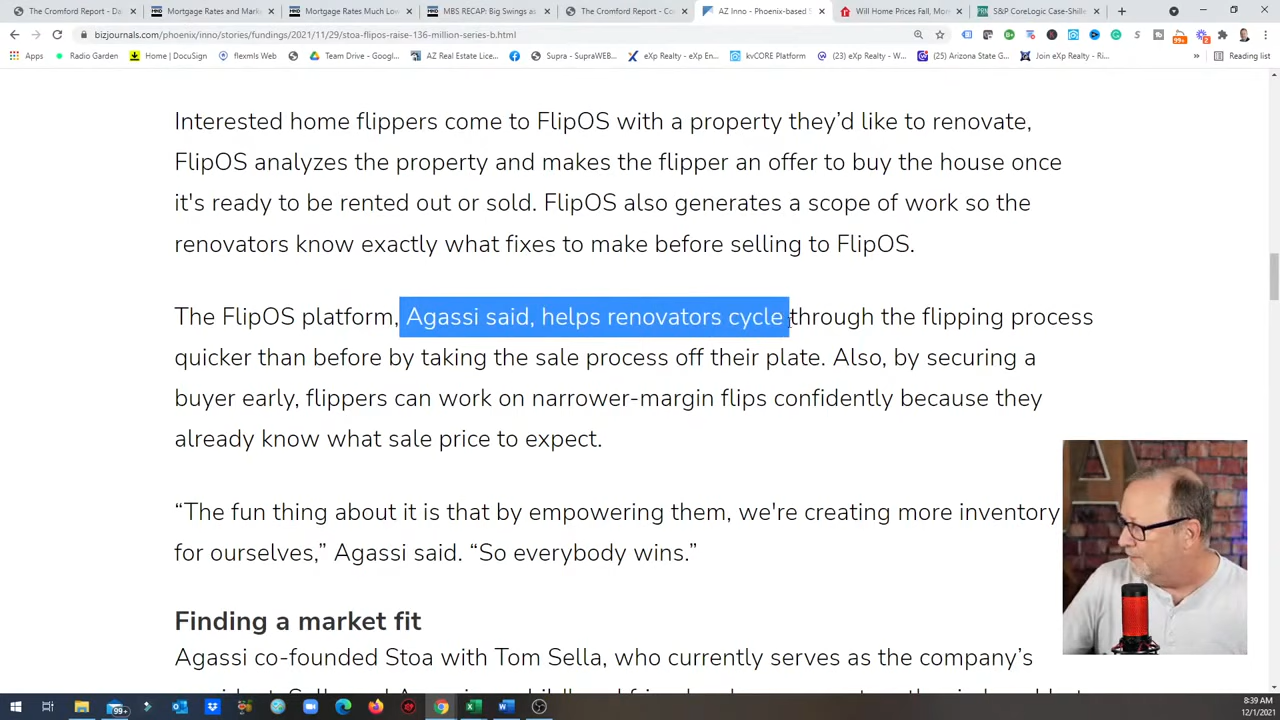 The Cromford Report - Da
Mortgage Rates and Marke
Mortgage Rates Much Low
MBS RECAP: Big Swings as
The Cromford Report - Co
AZ Inno - Phoenix-based S
Will Home Prices Fall, Mor
S&P CoreLogic Case-Shille
bizjournals.com/phoenix/inno/stories/fundings/2021/11/29/stoa-flipos-raise-136-million-series-b.html
Apps
Radio Garden
Home | DocuSign
flexmls Web
Team Drive - Googl...
AZ Real Estate Lice...
Supra - SupraWEB...
eXp Realty - eXp En...
kvCORE Platform
(23) eXp Realty - W...
(25) Arizona State G...
Join eXp Realty - Ri...
»
Reading list
Interested home flippers come to FlipOS with a property they’d like to renovate,
FlipOS analyzes the property and makes the flipper an offer to buy the house once
it's ready to be rented out or sold. FlipOS also generates a scope of work so the
renovators know exactly what fixes to make before selling to FlipOS.
The FlipOS platform, Agassi said, helps renovators cycle through the flipping process
quicker than before by taking the sale process off their plate. Also, by securing a
buyer early, flippers can work on narrower-margin flips confidently because they
already know what sale price to expect.
“The fun thing about it is that by empowering them, we're creating more inventory
for ourselves,” Agassi said. “So everybody wins.”
Finding a market fit
Agassi co-founded Stoa with Tom Sella, who currently serves as the company’s
8:39 AM
12/1/2021